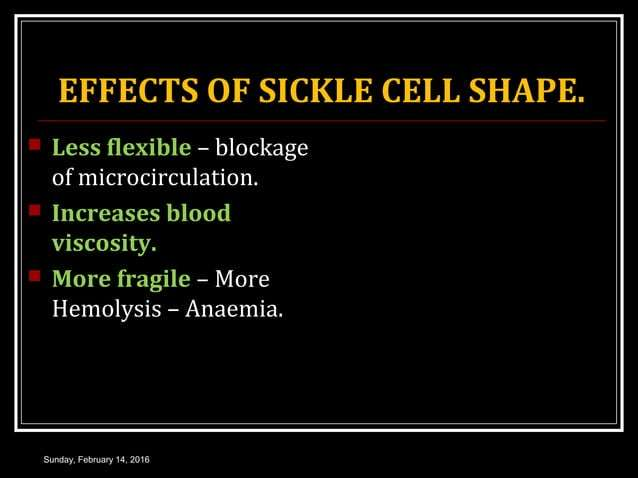 EFFECTS OF SICKLE CELL SHAPE.
Less flexible – blockage
of microcirculation.
Increases blood
viscosity.
More fragile – More
Hemolysis – Anaemia.
Sunday, February 14, 2016